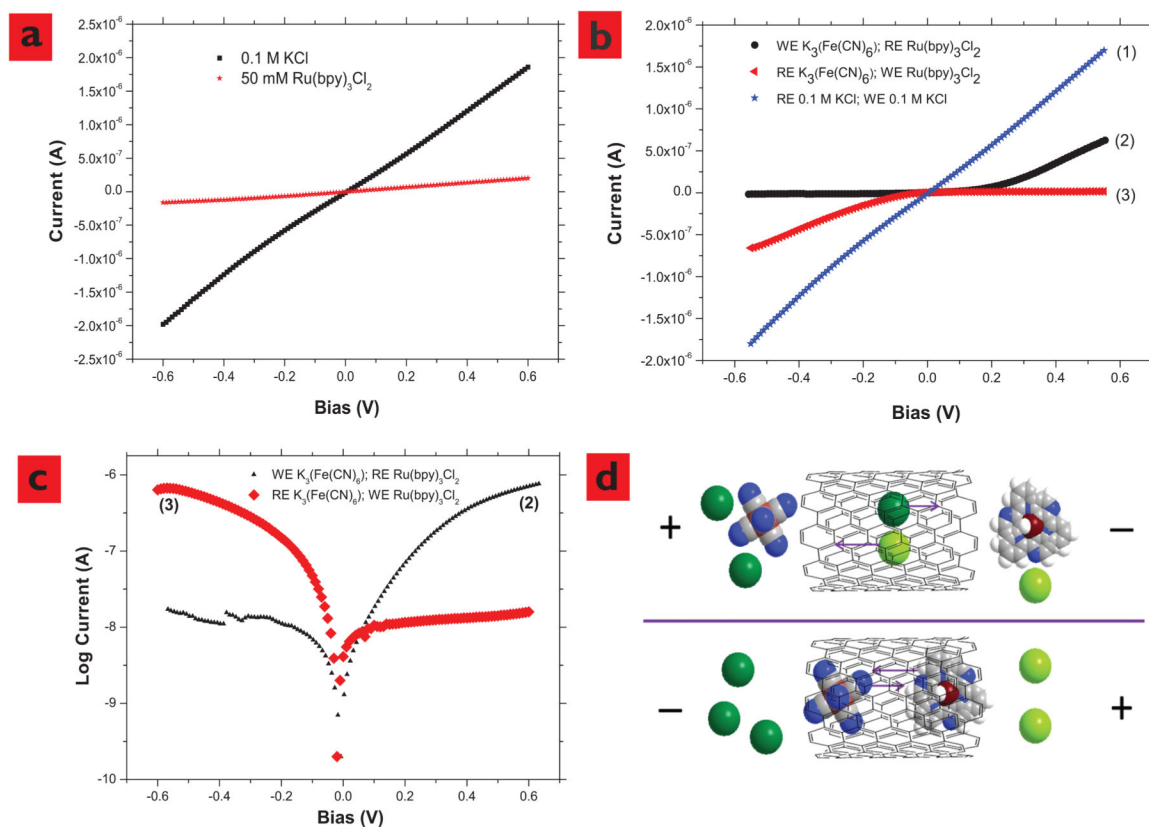 a
0.1 M KCl
50 mM Ru(bpy)₃Cl₂
2.5x10⁻⁶
2.0x10⁻⁶
1.5x10⁻⁶
1.0x10⁻⁶
5.0x10⁻⁷
0.0
-5.0x10⁻⁷
-1.0x10⁻⁶
-1.5x10⁻⁶
-2.0x10⁻⁶
-2.5x10⁻⁶
Current (A)
-0.6 -0.4 -0.2 0.0 0.2 0.4 0.6
Bias (V)
b
WE K₃(Fe(CN)₆); RE Ru(bpy)₃Cl₂
RE K₃(Fe(CN)₆); WE Ru(bpy)₃Cl₂
RE 0.1 M KCl; WE 0.1 M KCl
(1)
(2)
(3)
2.0x10⁻⁶
1.5x10⁻⁶
1.0x10⁻⁶
5.0x10⁻⁷
0.0
-5.0x10⁻⁷
-1.0x10⁻⁶
-1.5x10⁻⁶
-2.0x10⁻⁶
Current (A)
-0.6 -0.4 -0.2 0.0 0.2 0.4 0.6
Bias (V)
c
WE K₃(Fe(CN)₆); RE Ru(bpy)₃Cl₂
RE K₃(Fe(CN)₆); WE Ru(bpy)₃Cl₂
(3)
(2)
-6
-7
-8
-9
-10
Log Current (A)
-0.6 -0.4 -0.2 0.0 0.2 0.4 0.6
Bias (V)
d
+ −
− +